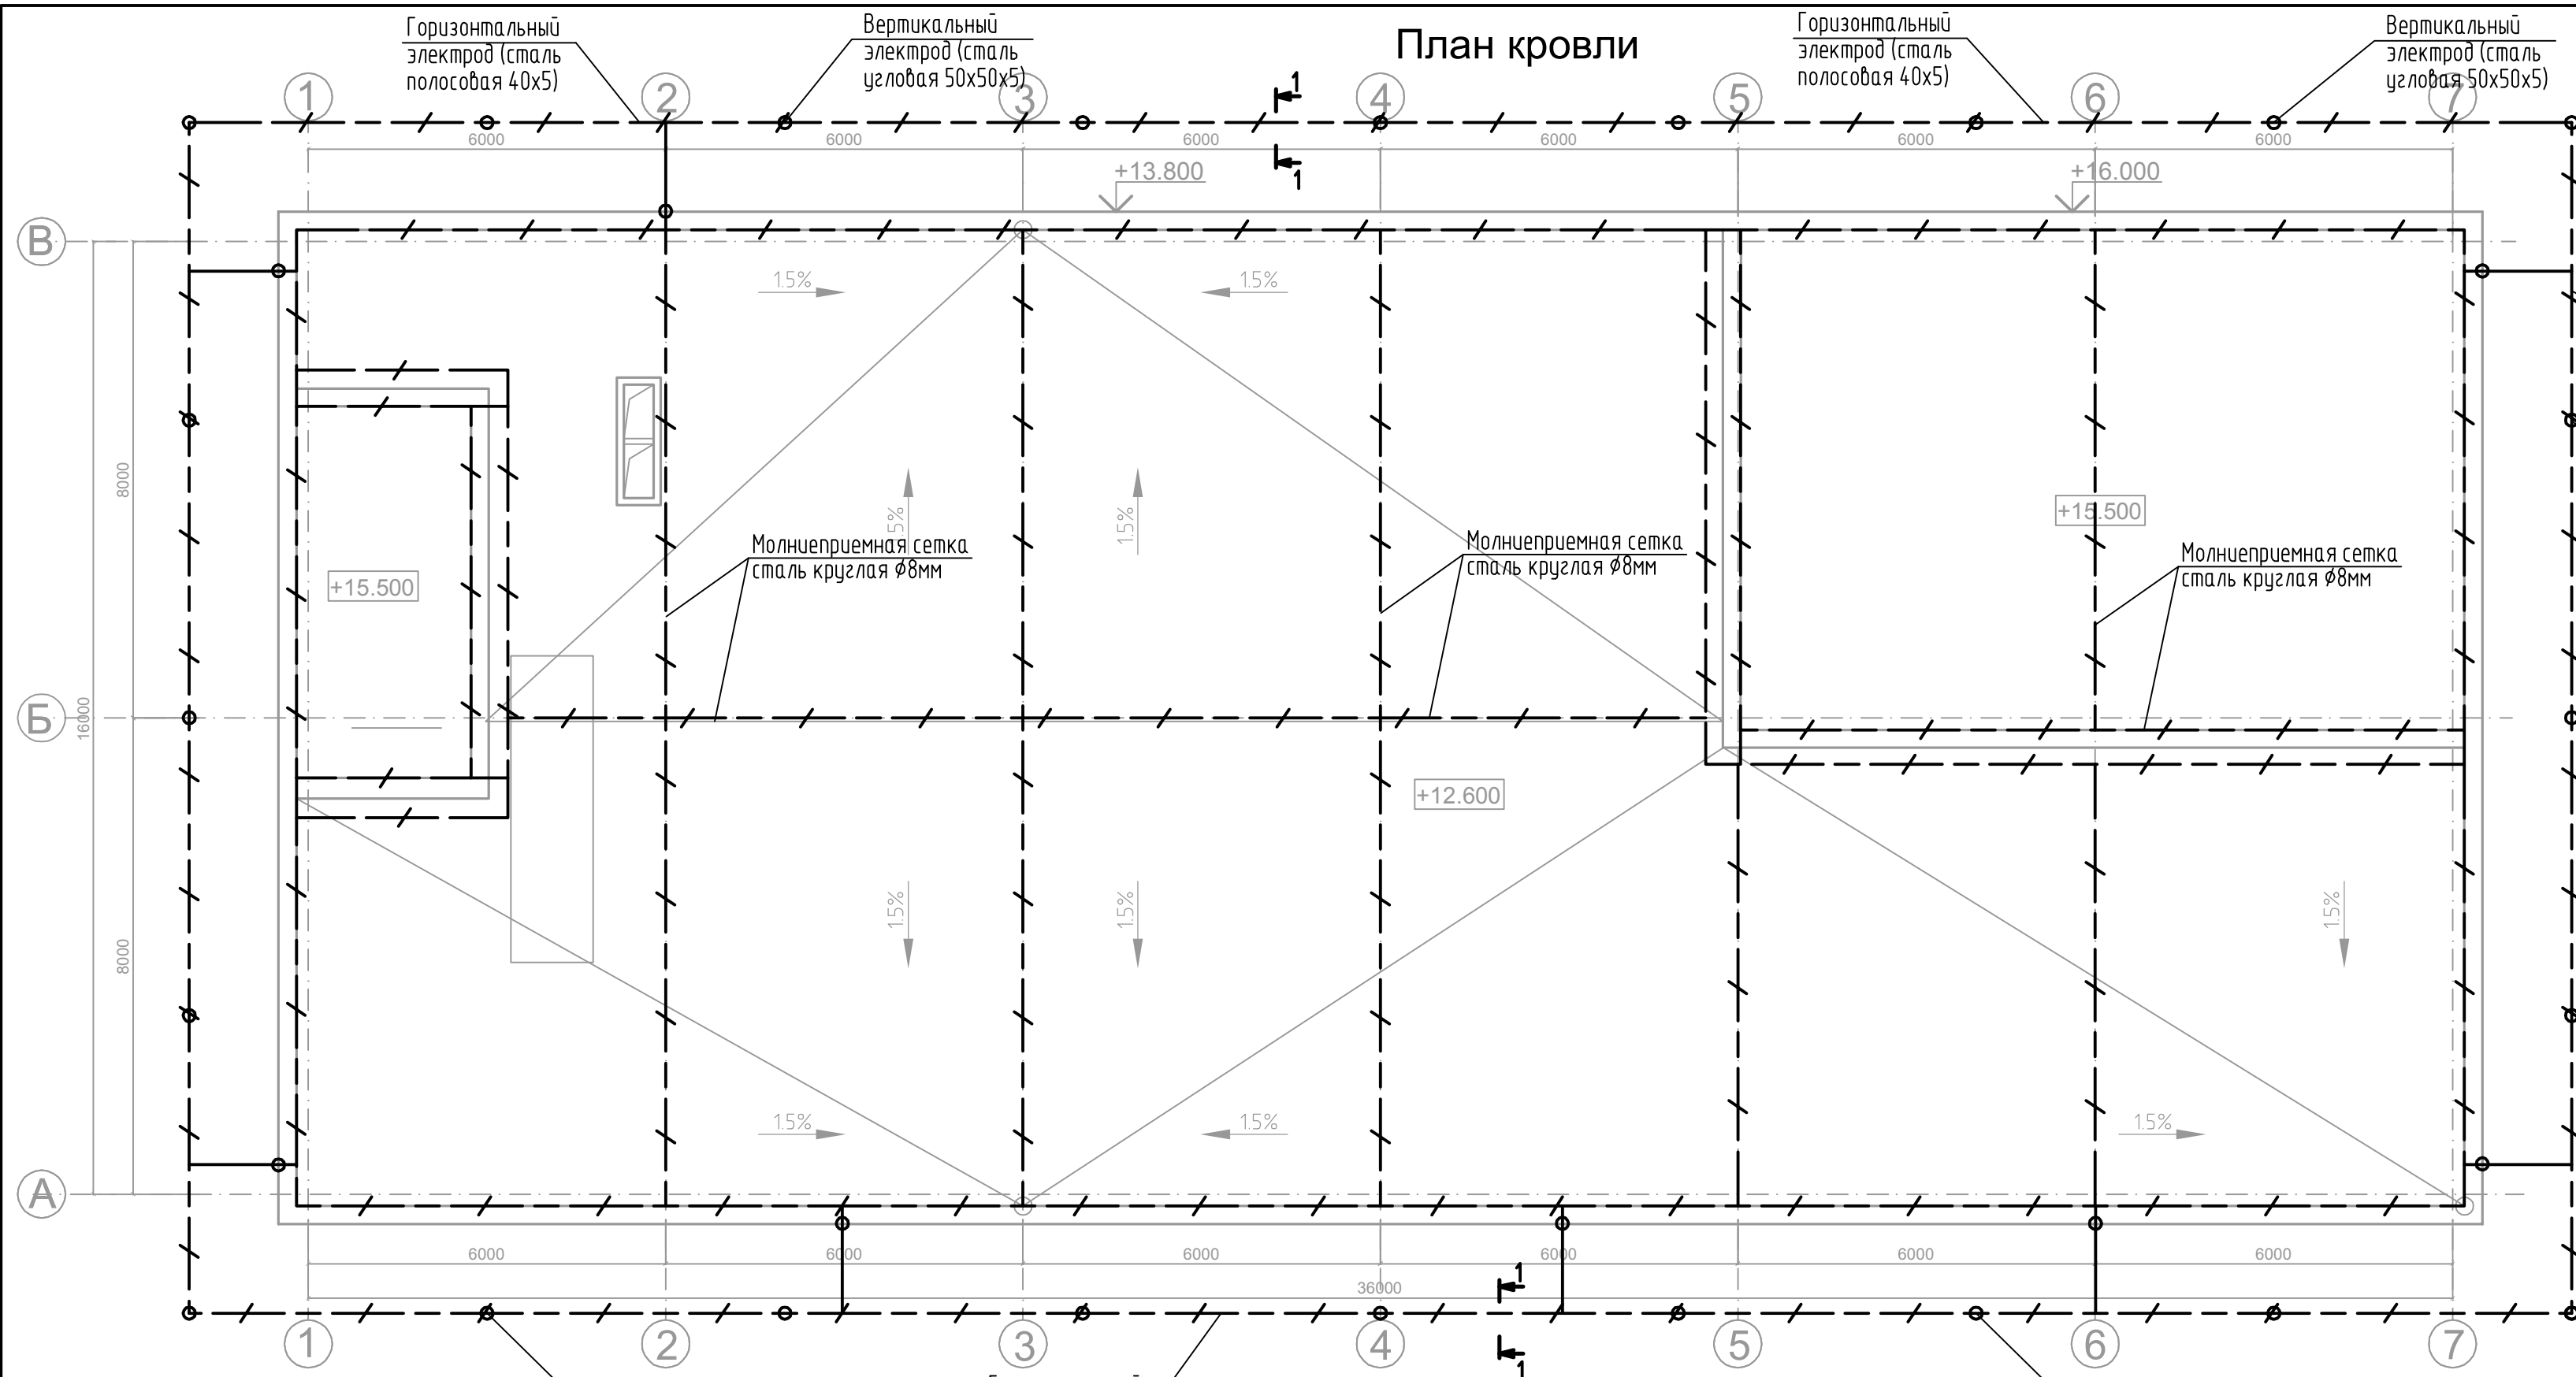 План кровли
Горизонтальный
электрод (сталь
полосовая 40х5)
Вертикальный
электрод (сталь
угловая 50х50х5)
Горизонтальный
электрод (сталь
полосовая 40х5)
Вертикальный
электрод (сталь
угловая 50х50х5)
1
2
3
4
5
6
7
1
1
6000
6000
6000
6000
6000
6000
+13.800
+16.000
В
1.5%
1.5%
8000
1.5%
1.5%
+15.500
Молниеприемная сетка
сталь круглая ϕ8мм
Молниеприемная сетка
сталь круглая ϕ8мм
Молниеприемная сетка
сталь круглая ϕ8мм
+15.500
Б
16000
+12.600
8000
1.5%
1.5%
1.5%
1.5%
1.5%
1.5%
А
6000
6000
6000
6000
6000
6000
36000
1
1
1
2
3
4
5
6
7